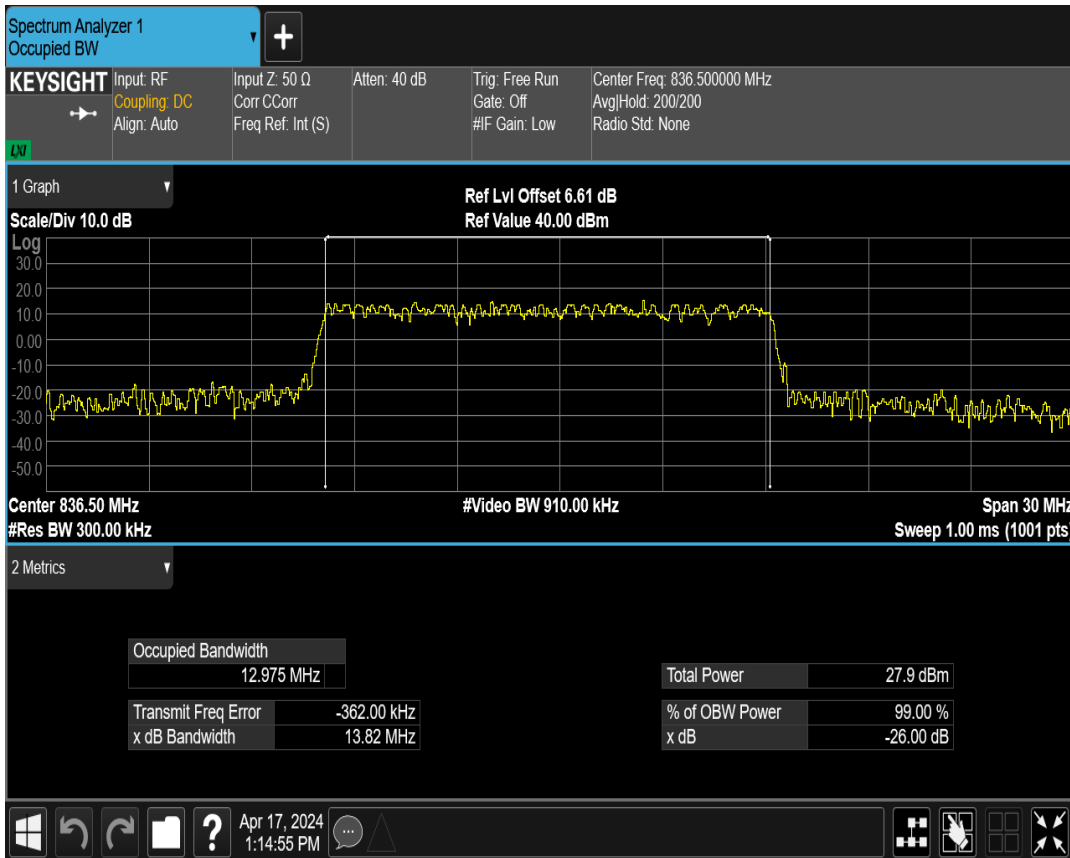 Spectrum Analyzer 1
Occupied BW
+
KEYSIGHT
Input: RF
Coupling: DC
Align: Auto
Input Z: 50 Ω
Corr CCorr
Freq Ref: Int (S)
Atten: 40 dB
Trig: Free Run
Gate: Off
#IF Gain: Low
Center Freq: 836.500000 MHz
Avg|Hold: 200/200
Radio Std: None
LXI
1 Graph
Scale/Div 10.0 dB
Ref Lvl Offset 6.61 dB
Ref Value 40.00 dBm
Log
30.0
20.0
10.0
0.00
-10.0
-20.0
-30.0
-40.0
-50.0
Center 836.50 MHz
#Video BW 910.00 kHz
Span 30 MHz
#Res BW 300.00 kHz
Sweep 1.00 ms (1001 pts)
2 Metrics
Occupied Bandwidth
12.975 MHz
Total Power 27.9 dBm
Transmit Freq Error -362.00 kHz
% of OBW Power 99.00 %
x dB Bandwidth 13.82 MHz
x dB -26.00 dB
?
Apr 17, 2024
1:14:55 PM